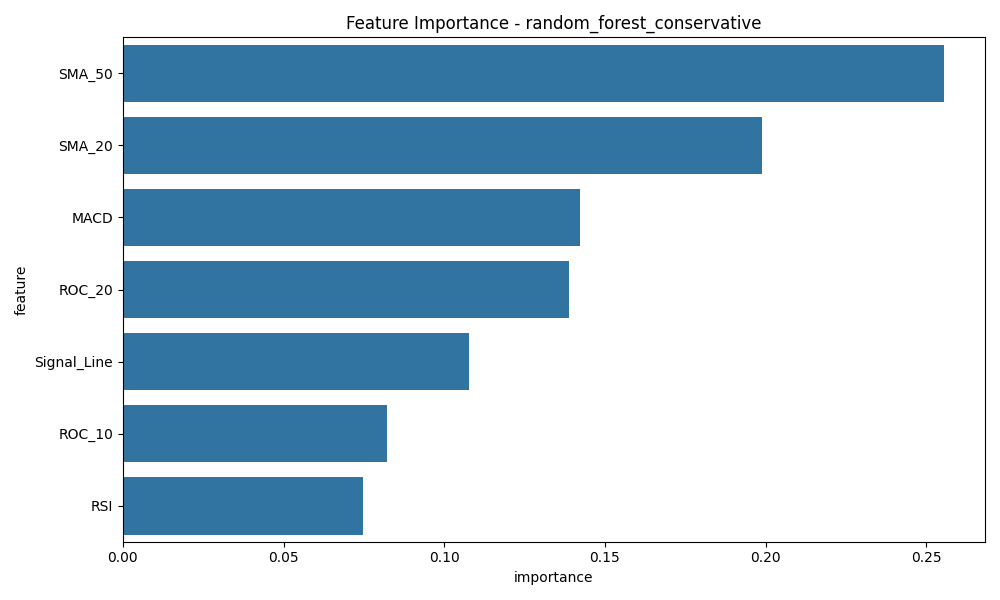 Feature Importance - random_forest_conservative
SMA_50
SMA_20
MACD
ROC_20
Signal_Line
ROC_10
RSI
feature
0.00 0.05 0.10 0.15 0.20 0.25
importance